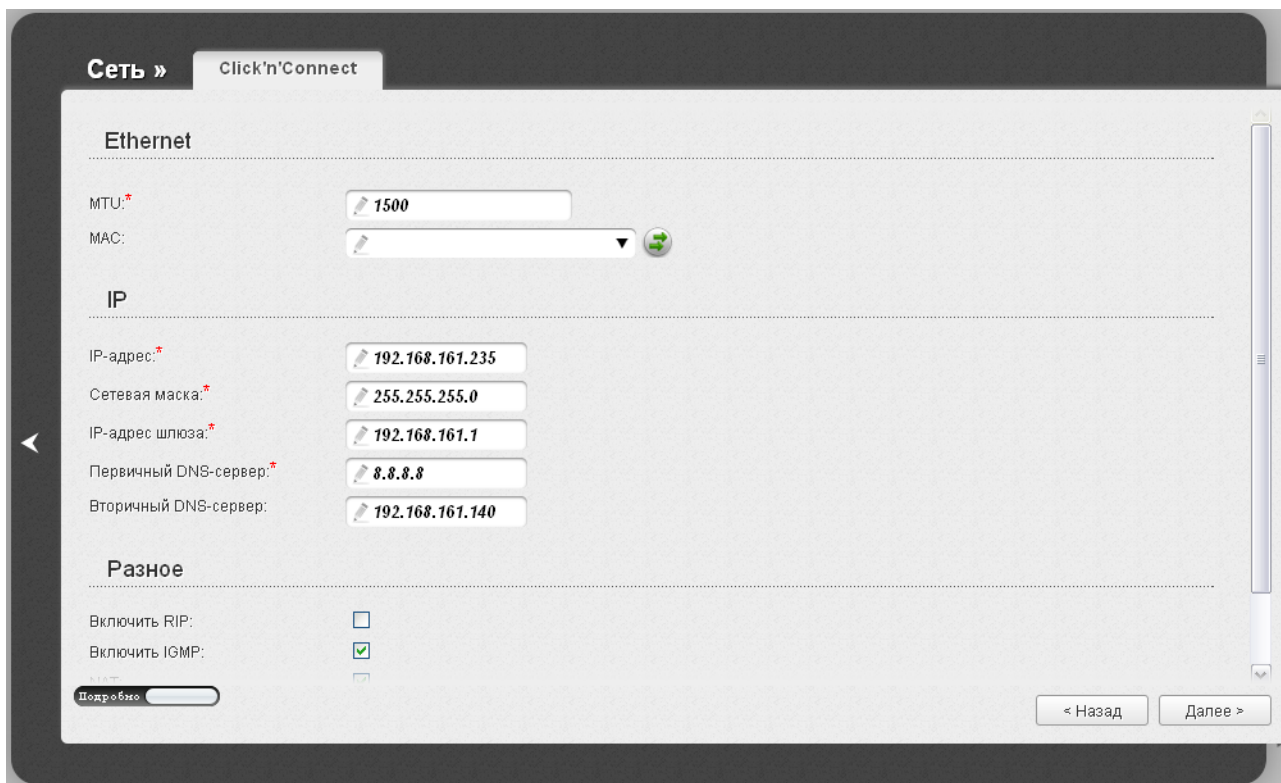 Сеть » Click'n'Connect
Ethernet
MTU:* 1500
MAC:
IP
IP-адрес:* 192.168.161.235
Сетевая маска:* 255.255.255.0
IP-адрес шлюза:* 192.168.161.1
Первичный DNS-сервер:* 8.8.8.8
Вторичный DNS-сервер: 192.168.161.140
Разное
Включить RIP:
Включить IGMP:
NAT:
Подробно
< Назад Далее >